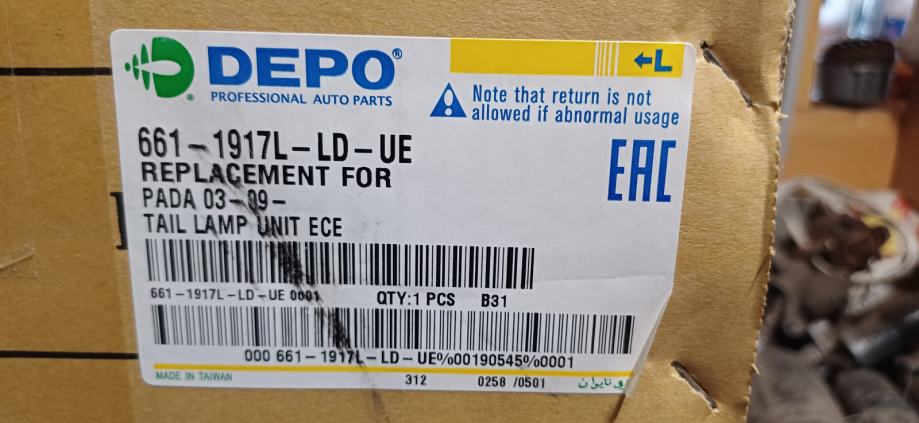 DEPO®
PROFESSIONAL AUTO PARTS
®
←L
Note that return is not
allowed if abnormal usage
661-1917L-LD-UE
REPLACEMENT FOR
PADA 03-09-
TAIL LAMP UNIT ECE
EAC
661-1917L-LD-UE 0001 QTY:1 PCS B31
000 661-1917L-LD-UE%00190545%0001
MADE IN TAIWAN 312 0258 /0501 تايوان